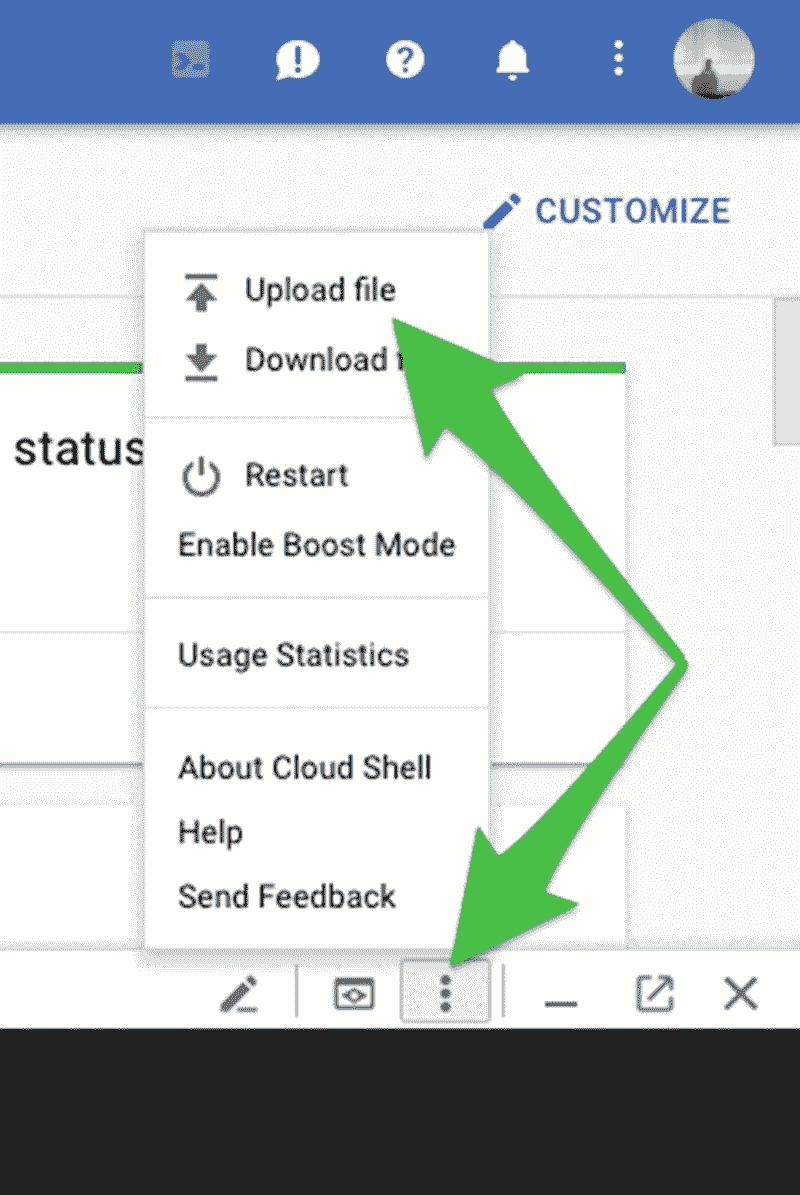 CUSTOMIZE
Upload file
Download
status
Restart
Enable Boost Mode
Usage Statistics
About Cloud Shell
Help
Send Feedback